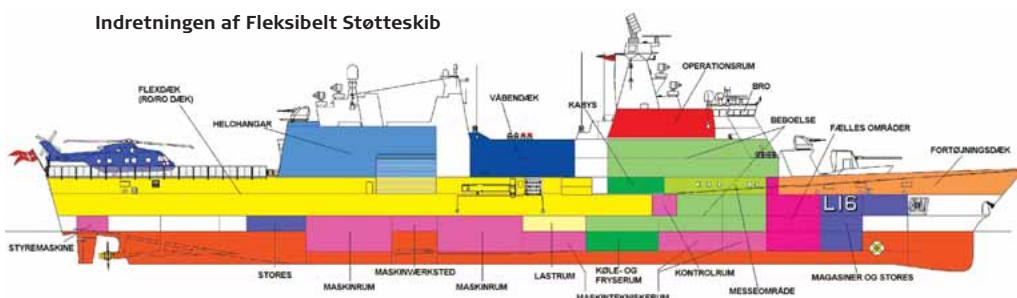 Indretningen af Fleksibelt Støtteskib
OPERATIONSRUM
FLEXDÆK
(RO/RO DÆK)
BRO
VÅBENDÆK
KABYS
BEBOELSE
HELOHANGAR
FÆLLES OMRÅDER
FORTØJNINGSDÆK
L16
STYREMASKINE
STORES
MASKINRUM
MASKINVÆRKSTED
MASKINRUM
LASTRUM
KØLE- OG
FRYSERUM
MASKINTEKNISKERUM
KONTROLRUM
MESSEOMRÅDE
MAGASINER OG STORES